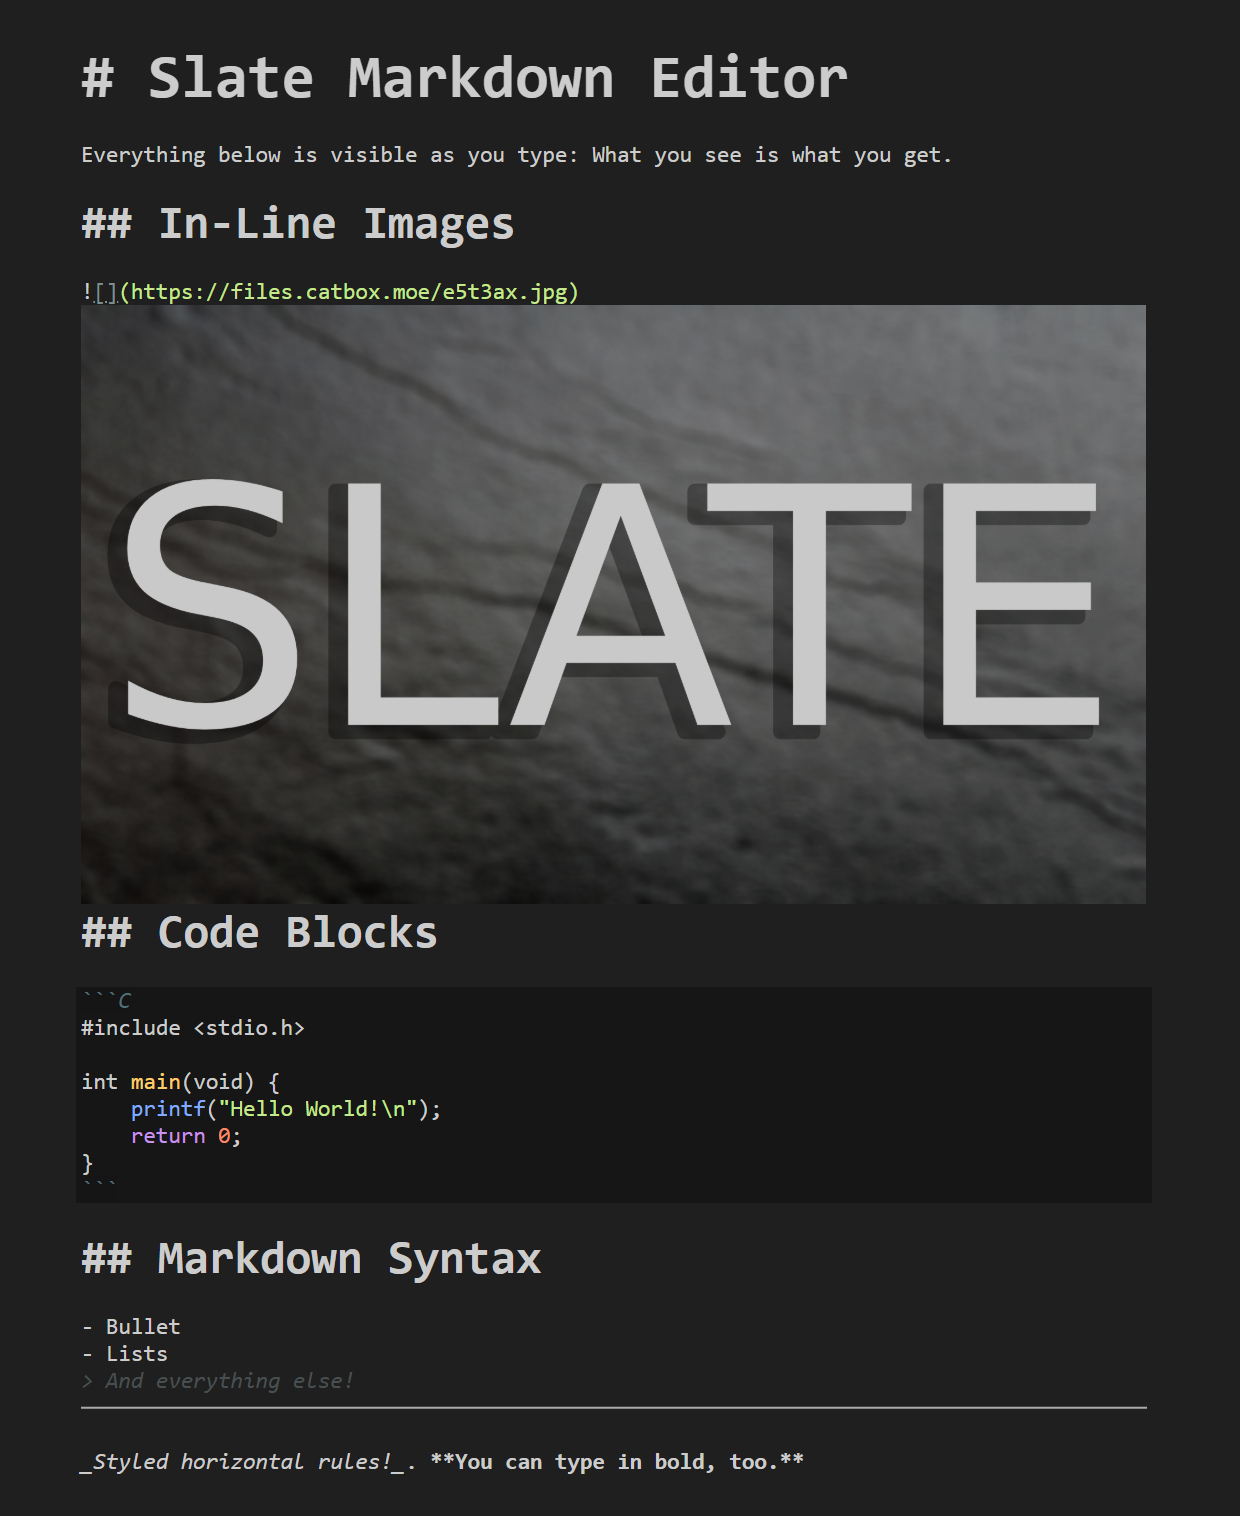 # Slate Markdown Editor
Everything below is visible as you type: What you see is what you get.
## In-Line Images
![](https://files.catbox.moe/e5t3ax.jpg)
SLATE
## Code Blocks
```C
#include <stdio.h>
int main(void) {
    printf("Hello World!\n");
    return 0;
}
```
## Markdown Syntax
- Bullet
- Lists
> And everything else!
_Styled horizontal rules!_. **You can type in bold, too.**